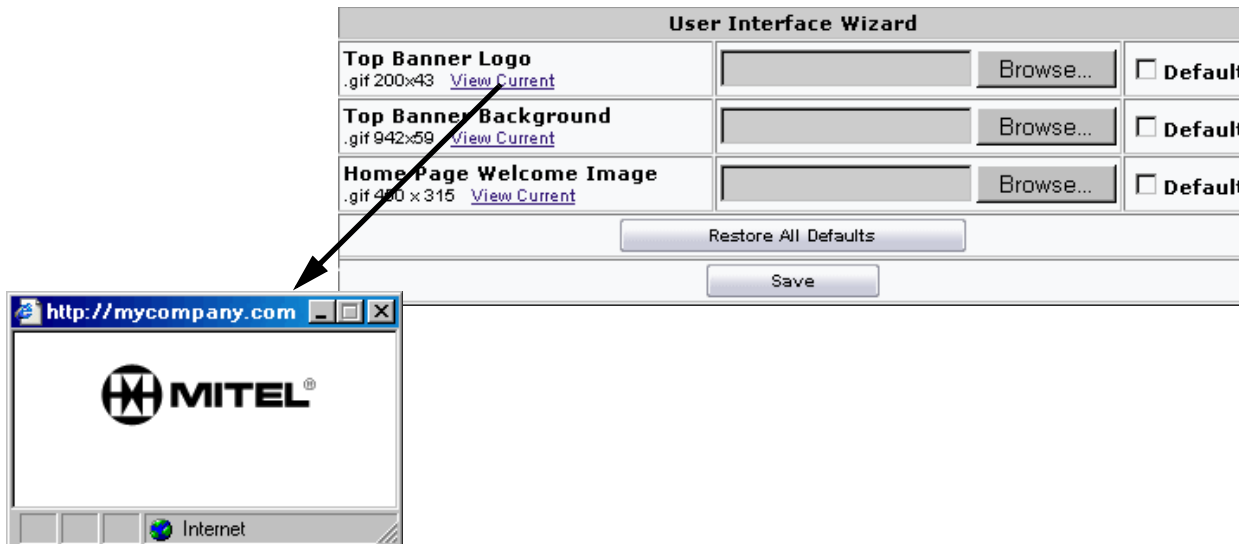 User Interface Wizard
Top Banner Logo
.gif 200x43 View Current
Browse...
Default
Top Banner Background
.gif 942x59 View Current
Browse...
Default
Home Page Welcome Image
.gif 450 x 315 View Current
Browse...
Default
Restore All Defaults
Save
http://mycompany.com
MITEL®
Internet